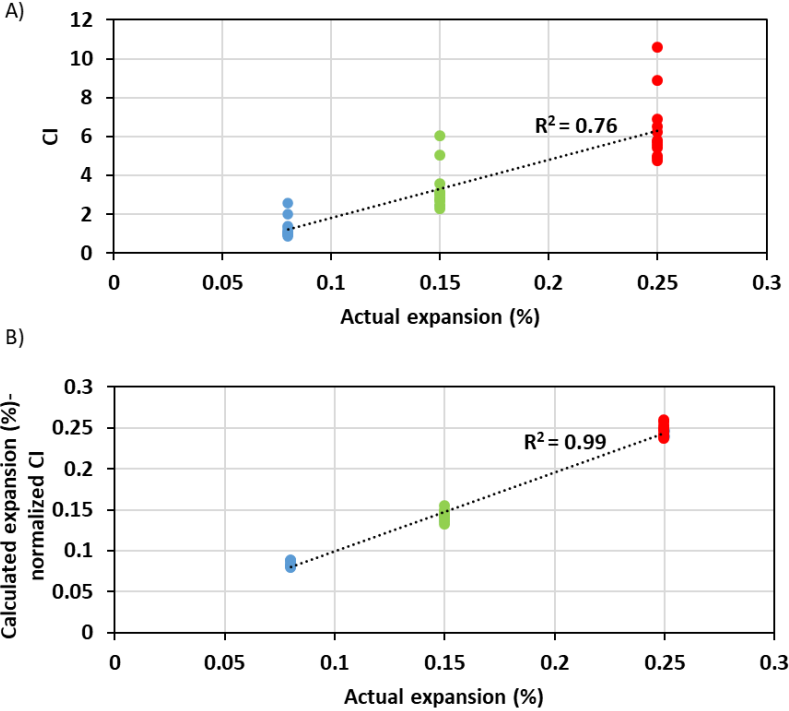 A)
12
10
8
6
4
2
0
CI
R² = 0.76
0 0.05 0.1 0.15 0.2 0.25 0.3
Actual expansion (%)
B)
0.3
0.25
0.2
0.15
0.1
0.05
0
Calculated expansion (%)-
normalized CI
R² = 0.99
0 0.05 0.1 0.15 0.2 0.25 0.3
Actual expansion (%)